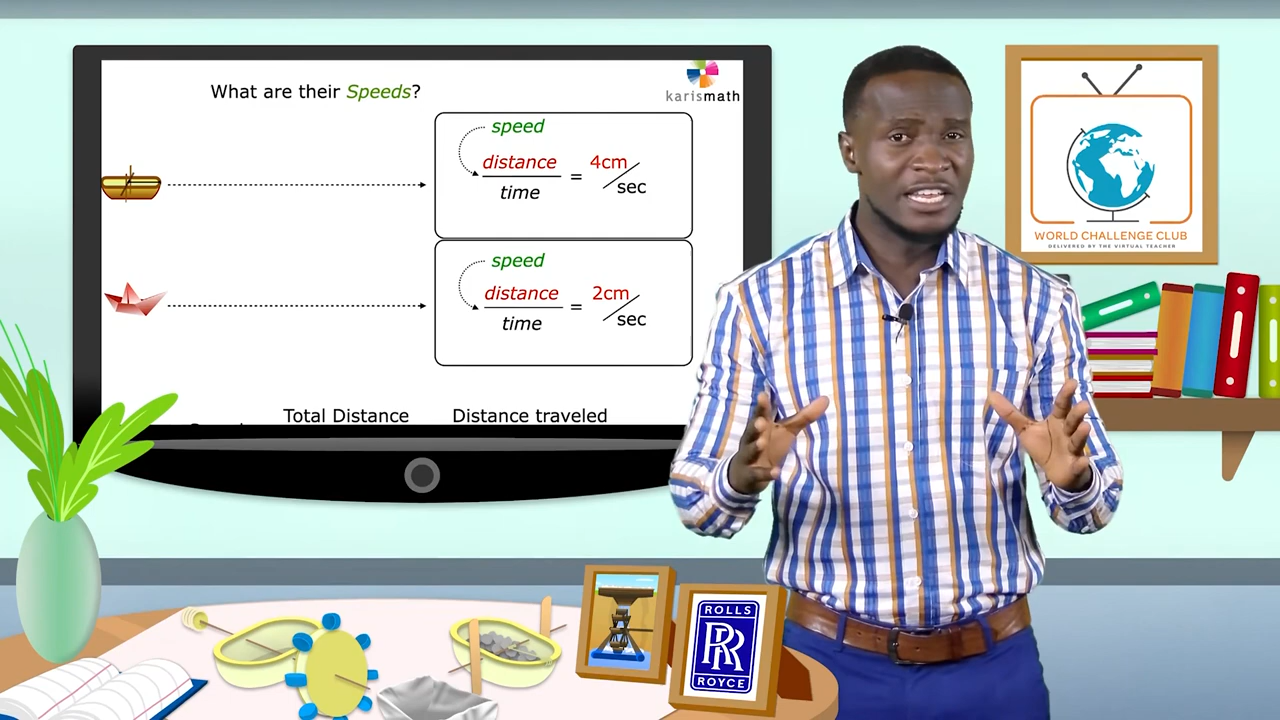 What are their Speeds?
karismath
speed
distance
time
=
4cm
sec
speed
distance
time
=
2cm
sec
Total Distance
Distance traveled
WORLD CHALLENGE CLUB
DELIVERED BY THE VIRTUAL TEACHER
ROLLS
RR
ROYCE